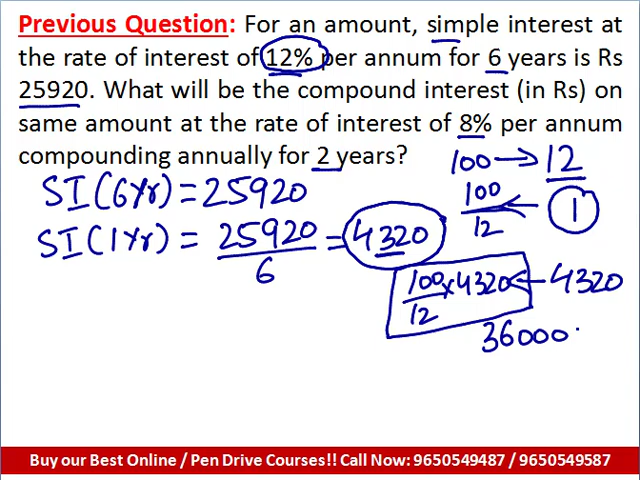 Previous Question: For an amount, simple interest at
the rate of interest of 12% per annum for 6 years is Rs
25920. What will be the compound interest (in Rs) on
same amount at the rate of interest of 8% per annum
compounding annually for 2 years?
100 → 12
100/12 ← 1
SI(6Yr) = 25920
SI(1Yr) = 25920/6 = 4320
100/12 × 4320 ← 4320
36000.
Buy our Best Online / Pen Drive Courses!! Call Now: 9650549487 / 9650549587